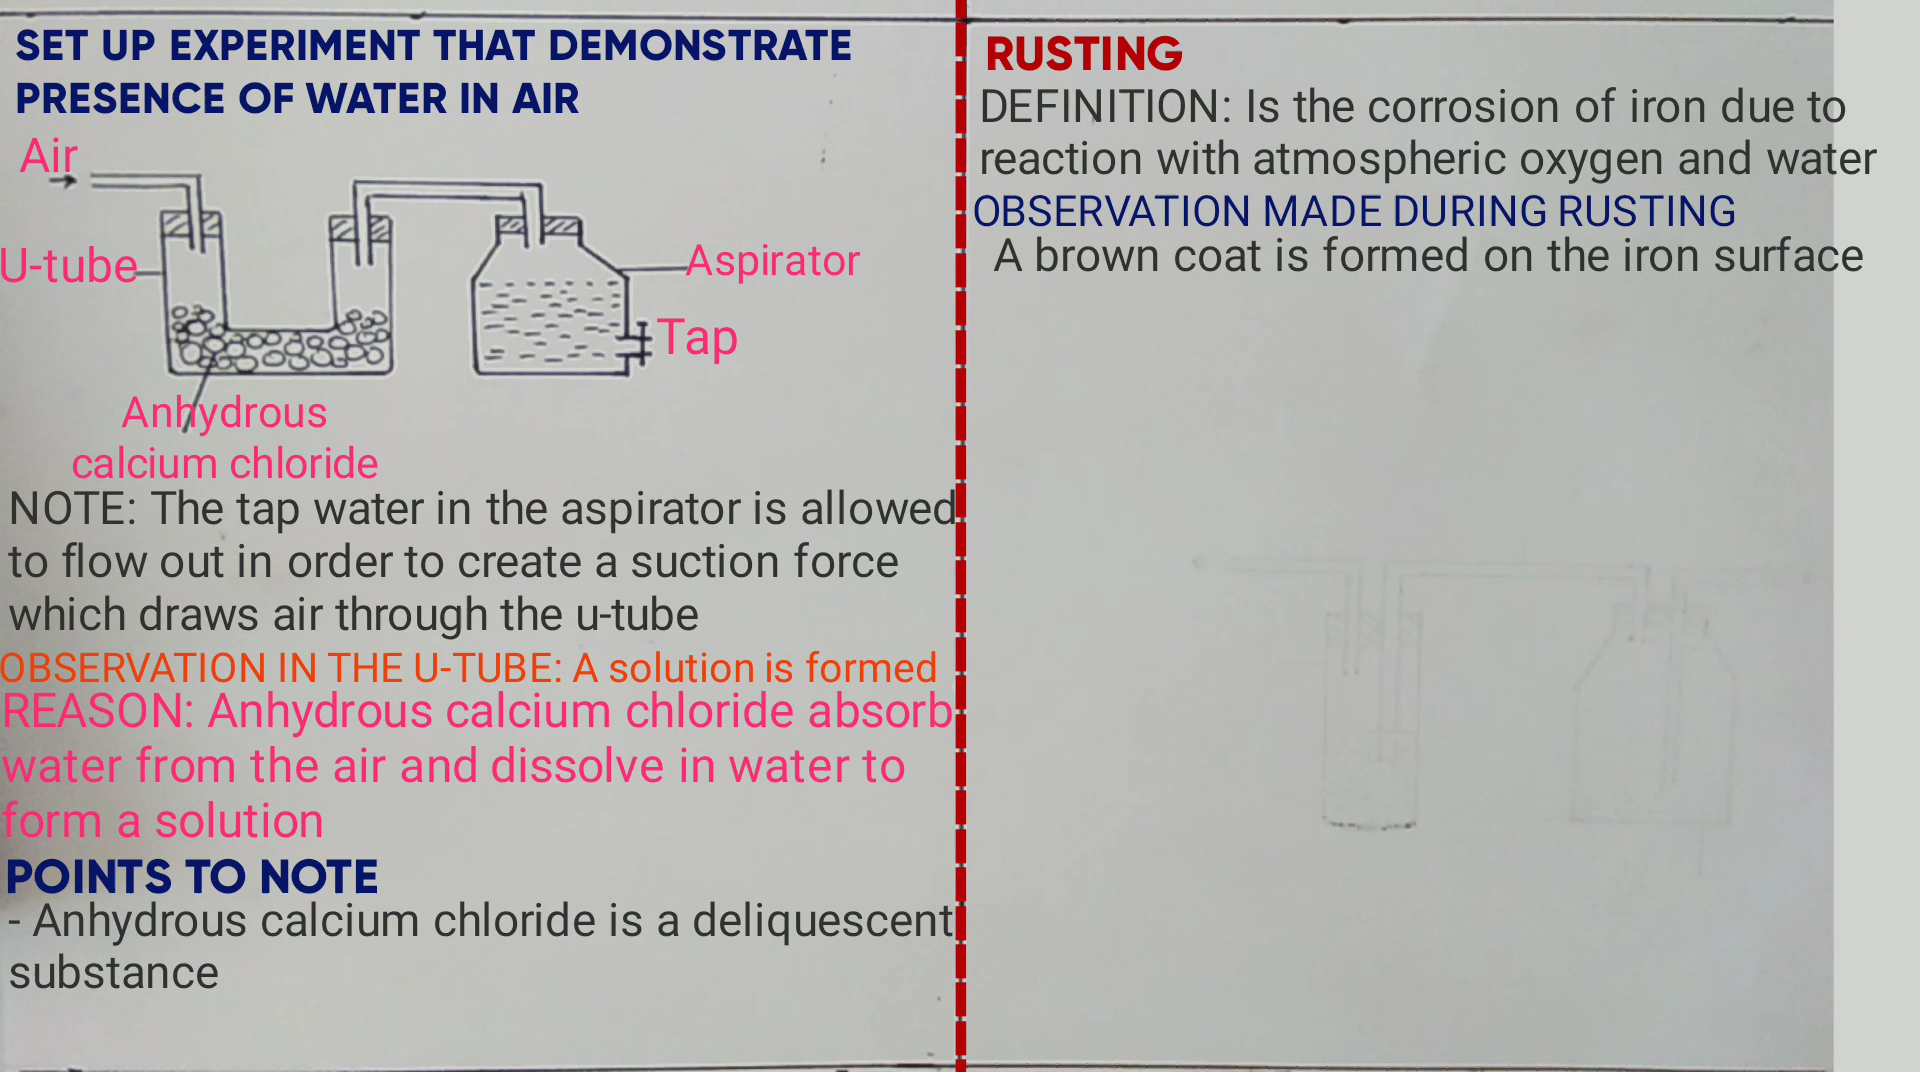 SET UP EXPERIMENT THAT DEMONSTRATE
PRESENCE OF WATER IN AIR
Air
U-tube
Aspirator
Tap
Anhydrous
calcium chloride
NOTE: The tap water in the aspirator is allowed
to flow out in order to create a suction force
which draws air through the u-tube
OBSERVATION IN THE U-TUBE: A solution is formed
REASON: Anhydrous calcium chloride absorb
water from the air and dissolve in water to
form a solution
POINTS TO NOTE
- Anhydrous calcium chloride is a deliquescent
substance
RUSTING
DEFINITION: Is the corrosion of iron due to
reaction with atmospheric oxygen and water
OBSERVATION MADE DURING RUSTING
A brown coat is formed on the iron surface